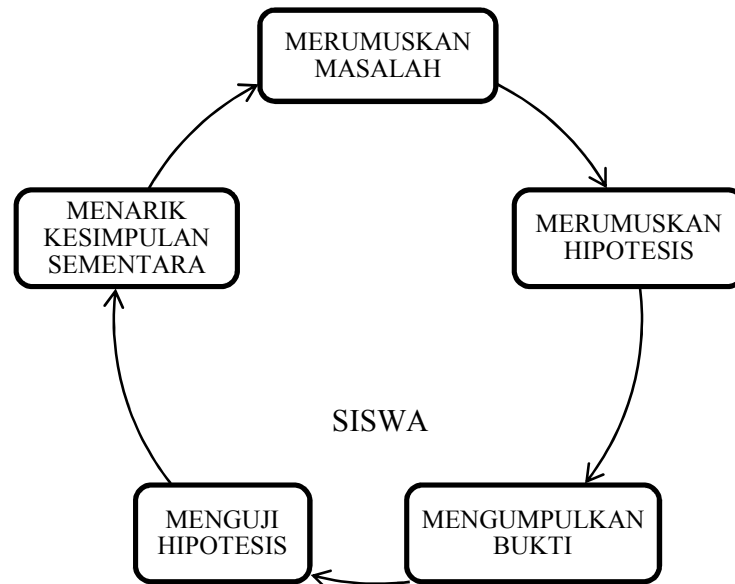 MERUMUSKAN
MASALAH
MERUMUSKAN
HIPOTESIS
MENGUMPULKAN
BUKTI
MENGUJI
HIPOTESIS
MENARIK
KESIMPULAN
SEMENTARA
SISWA